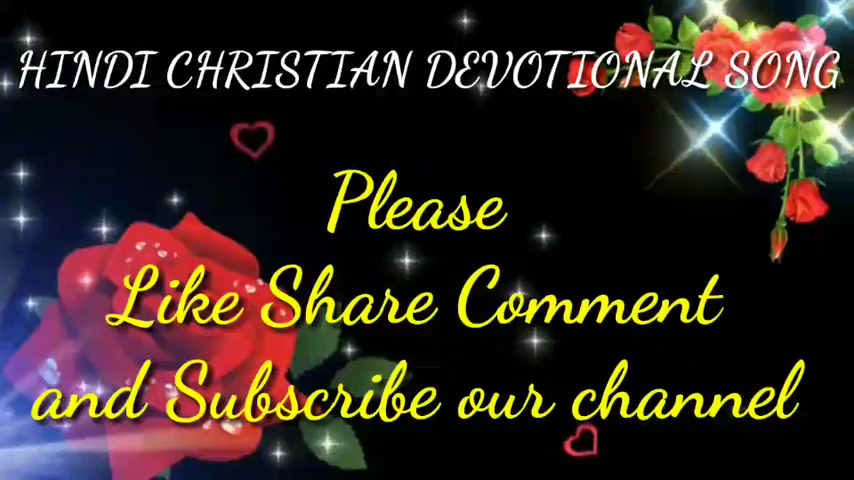 HINDI CHRISTIAN DEVOTIONAL SONG
Please
Like Share Comment
and Subscribe our channel